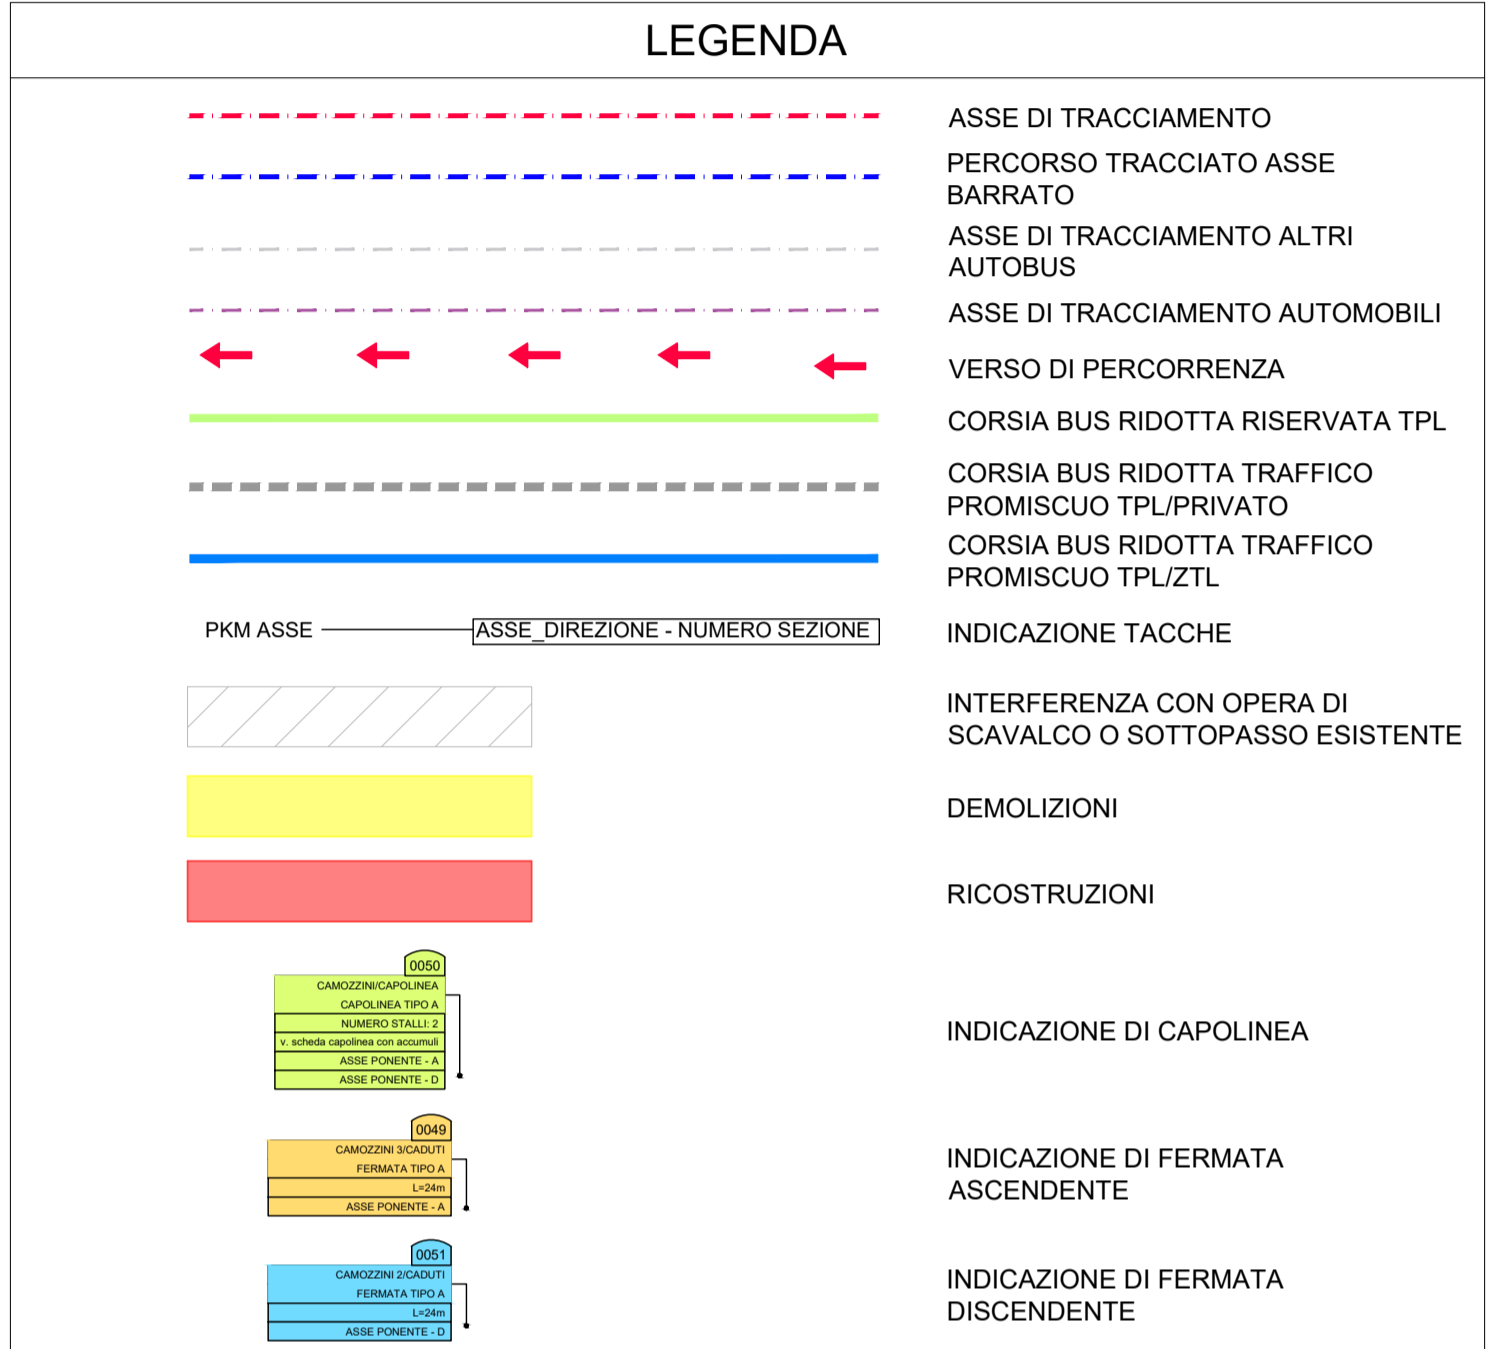 LEGENDA
ASSE DI TRACCIAMENTO
PERCORSO TRACCIATO ASSE
BARRATO
ASSE DI TRACCIAMENTO ALTRI
AUTOBUS
ASSE DI TRACCIAMENTO AUTOMOBILI
VERSO DI PERCORRENZA
CORSIA BUS RIDOTTA RISERVATA TPL
CORSIA BUS RIDOTTA TRAFFICO
PROMISCUO TPL/PRIVATO
CORSIA BUS RIDOTTA TRAFFICO
PROMISCUO TPL/ZTL
PKM ASSE
ASSE_DIREZIONE - NUMERO SEZIONE
INDICAZIONE TACCHE
INTERFERENZA CON OPERA DI
SCAVALCO O SOTTOPASSO ESISTENTE
DEMOLIZIONI
RICOSTRUZIONI
0050
CAMOZZINI/CAPOLINEA
CAPOLINEA TIPO A
NUMERO STALLI: 2
v. scheda capolinea con accumuli
ASSE PONENTE - A
ASSE PONENTE - D
INDICAZIONE DI CAPOLINEA
0049
CAMOZZINI 3/CADUTI
FERMATA TIPO A
L=24m
ASSE PONENTE - A
INDICAZIONE DI FERMATA
ASCENDENTE
0051
CAMOZZINI 2/CADUTI
FERMATA TIPO A
L=24m
ASSE PONENTE - D
INDICAZIONE DI FERMATA
DISCENDENTE